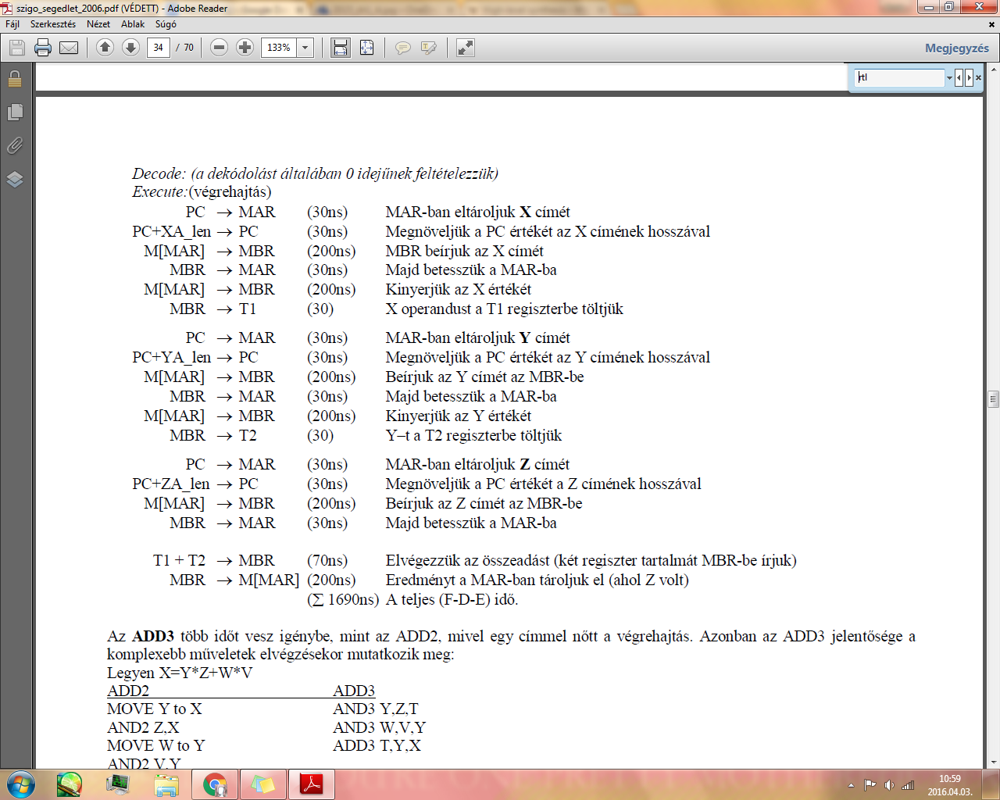 szigo_segedlet_2006.pdf (VÉDETT) - Adobe Reader
Fájl Szerkesztés Nézet Ablak Súgó
34 / 70 133% Megjegyzés
rtl
Decode: (a dekódolást általában 0 idejűnek feltételezzük)
Execute:(végrehajtás)
PC → MAR (30ns) MAR-ban eltároljuk X címét
PC+XA_len → PC (30ns) Megnöveljük a PC értékét az X címének hosszával
M[MAR] → MBR (200ns) MBR beírjuk az X címét
MBR → MAR (30ns) Majd betesszük a MAR-ba
M[MAR] → MBR (200ns) Kinyerjük az X értékét
MBR → T1 (30) X operandust a T1 regiszterbe töltjük
PC → MAR (30ns) MAR-ban eltároljuk Y címét
PC+YA_len → PC (30ns) Megnöveljük a PC értékét az Y címének hosszával
M[MAR] → MBR (200ns) Beírjuk az Y címét az MBR-be
MBR → MAR (30ns) Majd betesszük a MAR-ba
M[MAR] → MBR (200ns) Kinyerjük az Y értékét
MBR → T2 (30) Y–t a T2 regiszterbe töltjük
PC → MAR (30ns) MAR-ban eltároljuk Z címét
PC+ZA_len → PC (30ns) Megnöveljük a PC értékét a Z címének hosszával
M[MAR] → MBR (200ns) Beírjuk az Z címét az MBR-be
MBR → MAR (30ns) Majd betesszük a MAR-ba
T1 + T2 → MBR (70ns) Elvégezzük az összeadást (két regiszter tartalmát MBR-be írjuk)
MBR → M[MAR] (200ns) Eredményt a MAR-ban tároljuk el (ahol Z volt)
(∑ 1690ns) A teljes (F-D-E) idő.
Az ADD3 több időt vesz igénybe, mint az ADD2, mivel egy címmel nőtt a végrehajtás. Azonban az ADD3 jelentősége a
komplexebb műveletek elvégzésekor mutatkozik meg:
Legyen X=Y*Z+W*V
ADD2 ADD3
MOVE Y to X AND3 Y,Z,T
AND2 Z,X AND3 W,V,Y
MOVE W to Y ADD3 T,Y,X
AND2 V,Y
10:59
2016.04.03.